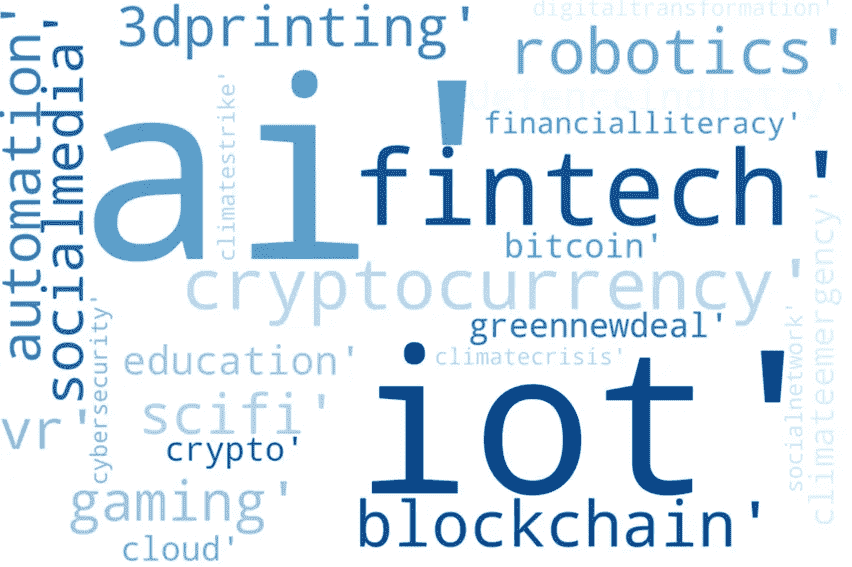 digitaltransformation'
3dprinting'
robotics'
automation'
socialmedia'
climatestrike'
ai'
defenceindustry'
financialliteracy'
fintech'
bitcoin'
cryptocurrency'
greennewdeal'
climatecrisis'
education'
cybersecurity'
socialnetwork'
climateemergency'
scifi'
vr'
crypto'
iot'
gaming'
blockchain'
cloud'